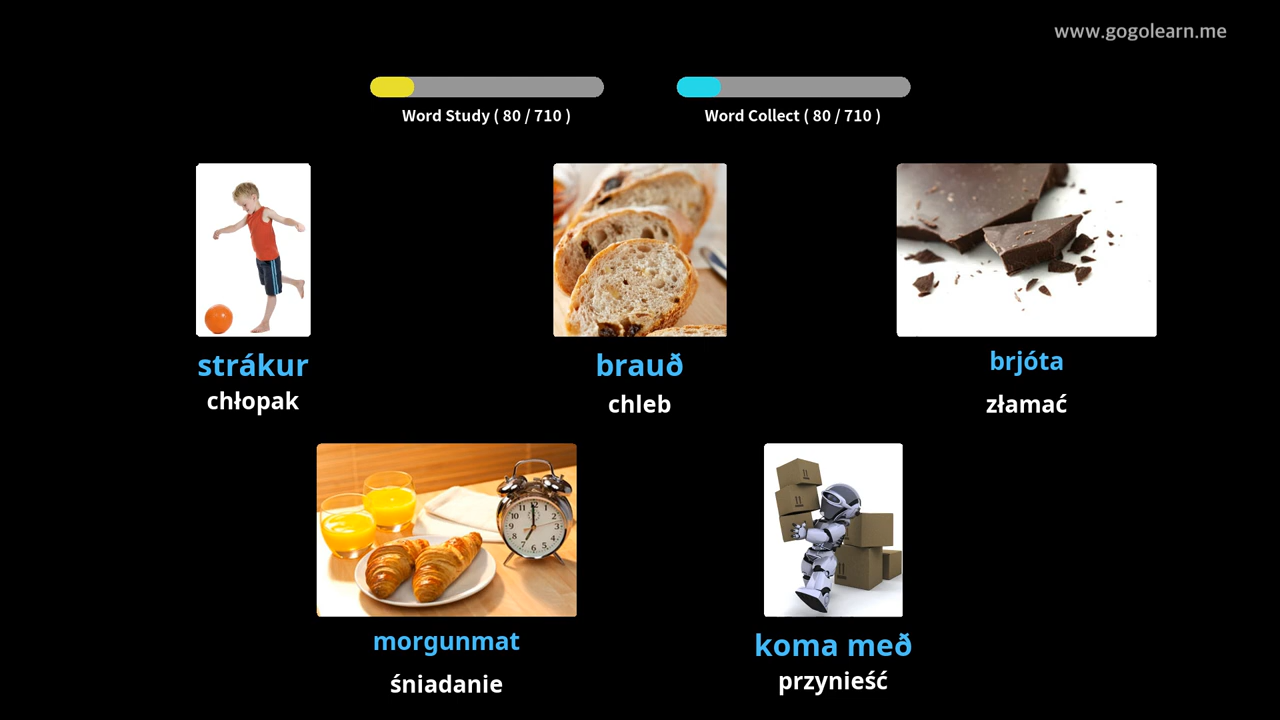 www.gogolearn.me
Word Study ( 80 / 710 )
Word Collect ( 80 / 710 )
strákur
chłopak
brauð
chleb
brjóta
złamać
morgunmat
śniadanie
koma með
przynieść